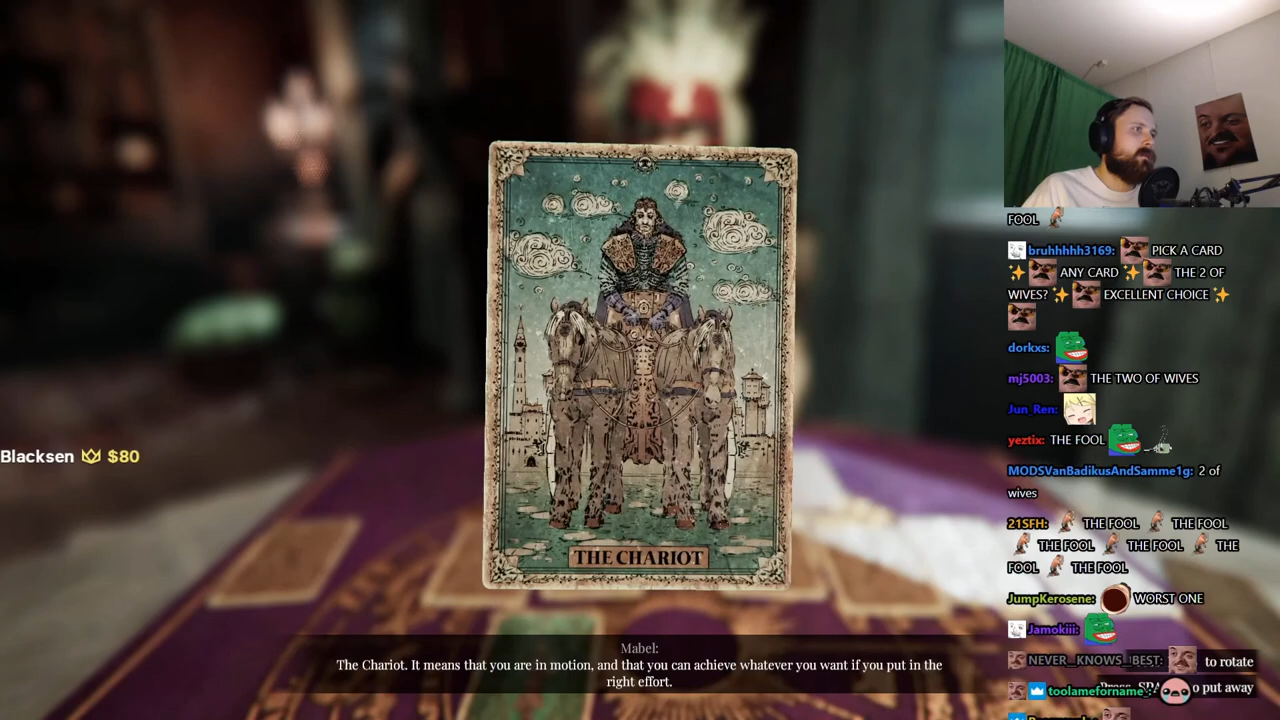 FOOL
bruhhhhh3169: PICK A CARD
ANY CARD THE 2 OF
WIVES? EXCELLENT CHOICE
dorkxs:
mj5003: THE TWO OF WIVES
Jun_Ren:
yeztix: THE FOOL
MODSVanBadikusAndSamme1g: 2 of
wives
21SFH: THE FOOL THE FOOL
THE FOOL THE FOOL THE
FOOL THE FOOL
JumpKerosene: WORST ONE
Jamokiii:
NEVER_KNOWS_BEST: to rotate
toolameforname_: o put away
Blacksen $80
THE CHARIOT
Mabel:
The Chariot. It means that you are in motion, and that you can achieve whatever you want if you put in the
right effort.